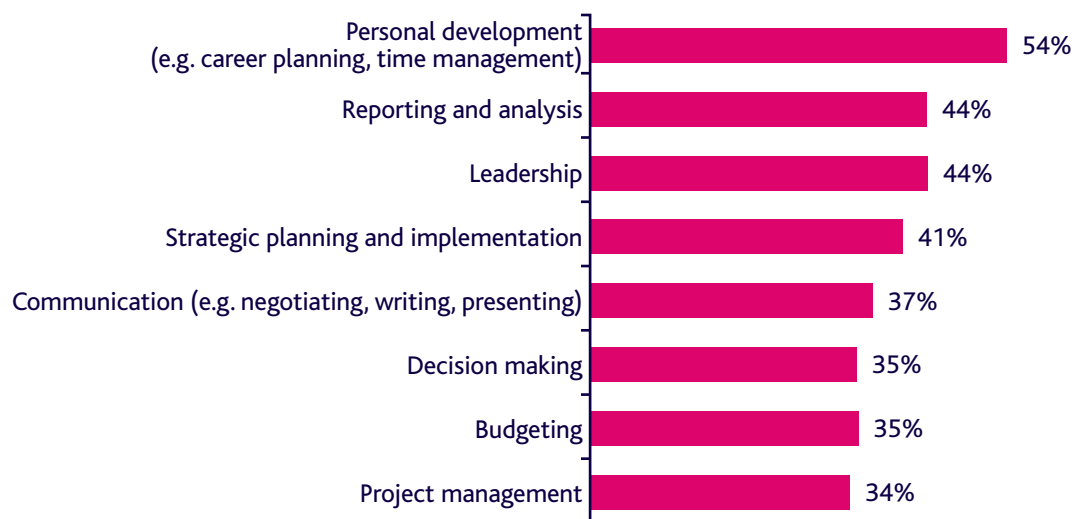 Personal development
(e.g. career planning, time management)
54%
Reporting and analysis
44%
Leadership
44%
Strategic planning and implementation
41%
Communication (e.g. negotiating, writing, presenting)
37%
Decision making
35%
Budgeting
35%
Project management
34%